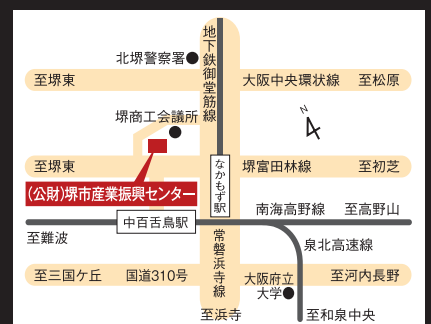 地下鉄御堂筋線
北堺警察署
至堺東
大阪中央環状線
至松原
堺商工会議所
N
至堺東
なかもず駅
堺富田林線
至初芝
(公財)堺市産業振興センター
中百舌鳥駅
南海高野線
至高野山
至難波
常磐浜寺線
泉北高速線
至三国ケ丘
国道310号
大阪府立
大学
至河内長野
至浜寺
至和泉中央